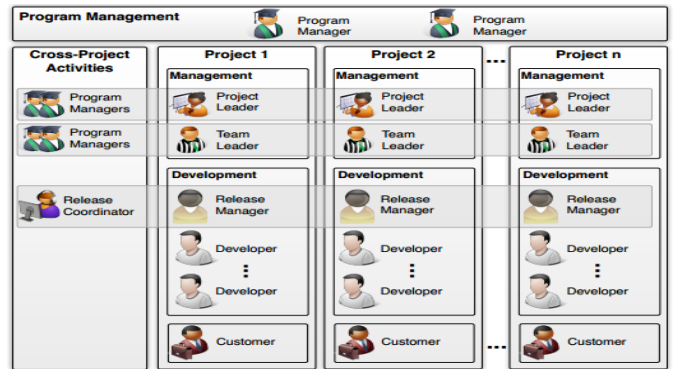 Program Management
Program
Manager
Program
Manager
Cross-Project
Activities
Program
Managers
Program
Managers
Release
Coordinator
Project 1
Management
Project
Leader
Team
Leader
Development
Release
Manager
Developer
⋮
Developer
Customer
Project 2
Management
Project
Leader
Team
Leader
Development
Release
Manager
Developer
⋮
Developer
Customer
...
...
Project n
Management
Project
Leader
Team
Leader
Development
Release
Manager
Developer
⋮
Developer
Customer